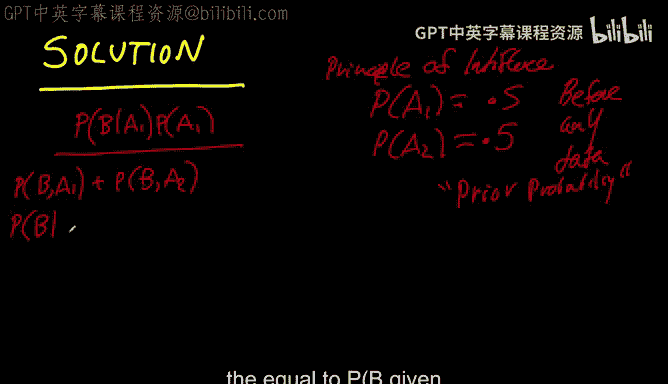 GPT中英字幕课程资源@bilibili.com
GPT中英字幕课程资源 bilibili
SOLUTION
P(B|A₁)P(A₁)
P(B,A₁) + P(B,A₂)
P(B|
Principle of
P(A₁) = .5
P(A₂) = .5
Before
any
data
"Prior Probability"
the equal to P(B given